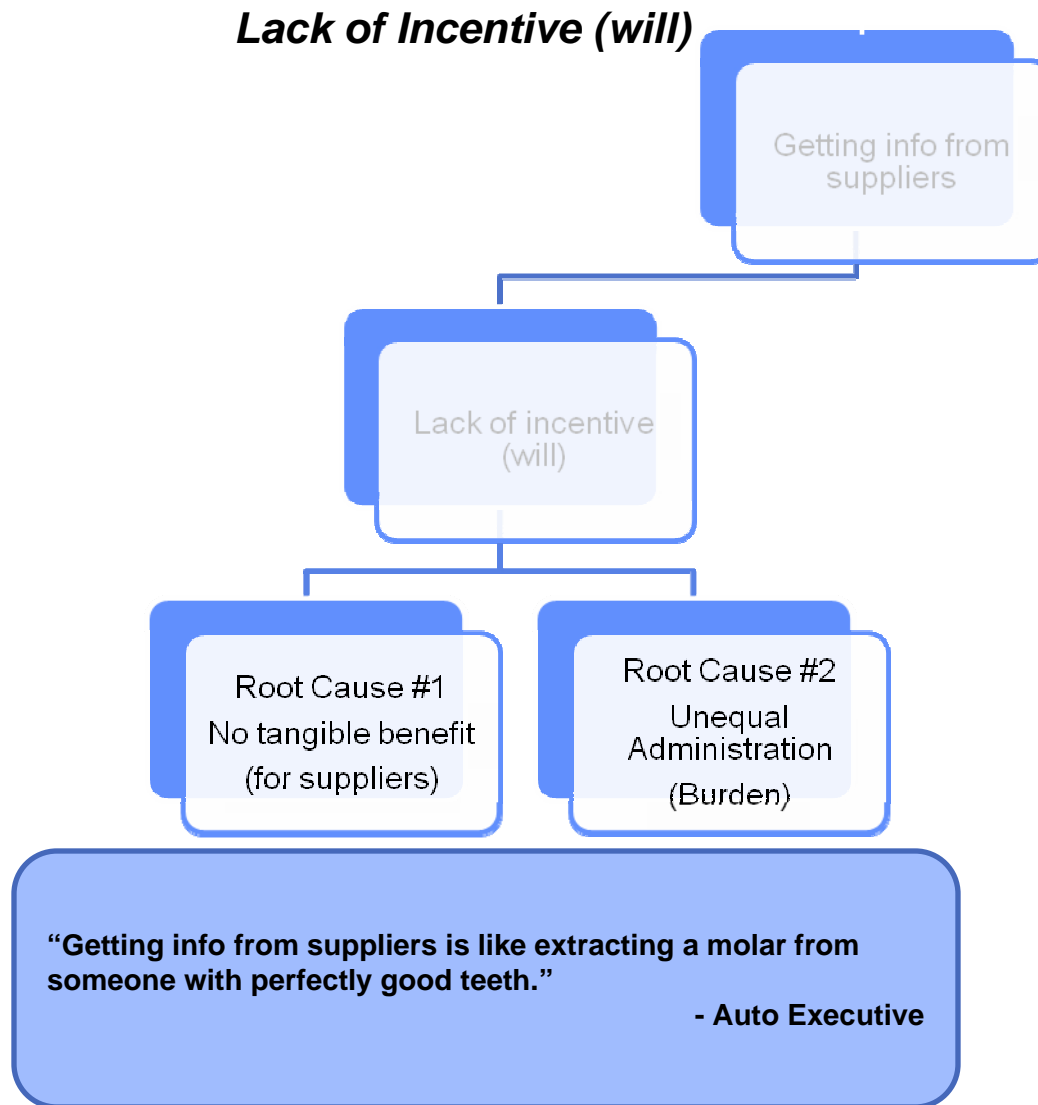 Lack of Incentive (will)
Getting info from
suppliers
Lack of incentive
(will)
Root Cause #1
No tangible benefit
(for suppliers)
Root Cause #2
Unequal
Administration
(Burden)
“Getting info from suppliers is like extracting a molar from
someone with perfectly good teeth.”
- Auto Executive